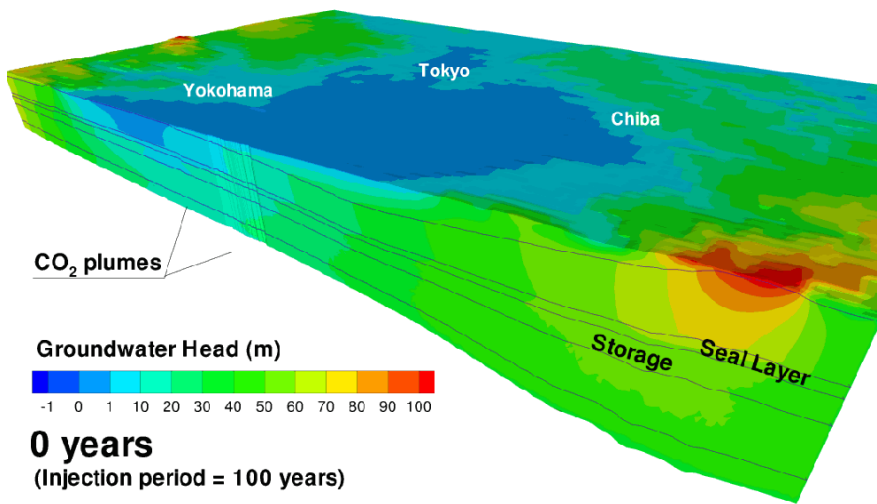 Tokyo
Yokohama
Chiba
CO₂ plumes
Storage
Seal Layer
Groundwater Head (m)
-1 0 1 10 20 30 40 50 60 70 80 90 100
0 years
(Injection period = 100 years)